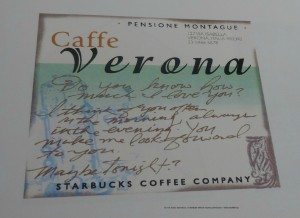 • PENSIONE MONTAGUE •
Caffe
Verona
Do you know how
much I love you?
I think of you often
in the morning, always
in the evening. You
make me look forward
to you.
Maybe tonight?
STARBUCKS COFFEE COMPANY